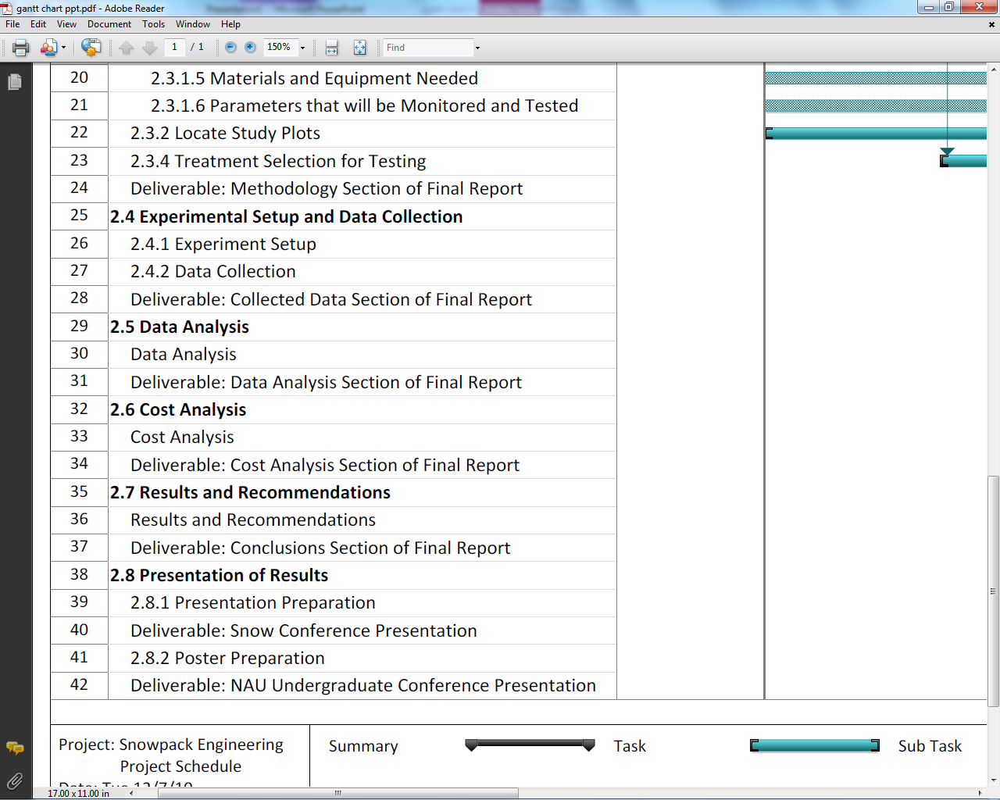 gantt chart ppt.pdf - Adobe Reader
File Edit View Document Tools Window Help
1 / 1 150% Find
20 2.3.1.5 Materials and Equipment Needed
21 2.3.1.6 Parameters that will be Monitored and Tested
22 2.3.2 Locate Study Plots
23 2.3.4 Treatment Selection for Testing
24 Deliverable: Methodology Section of Final Report
25 2.4 Experimental Setup and Data Collection
26 2.4.1 Experiment Setup
27 2.4.2 Data Collection
28 Deliverable: Collected Data Section of Final Report
29 2.5 Data Analysis
30 Data Analysis
31 Deliverable: Data Analysis Section of Final Report
32 2.6 Cost Analysis
33 Cost Analysis
34 Deliverable: Cost Analysis Section of Final Report
35 2.7 Results and Recommendations
36 Results and Recommendations
37 Deliverable: Conclusions Section of Final Report
38 2.8 Presentation of Results
39 2.8.1 Presentation Preparation
40 Deliverable: Snow Conference Presentation
41 2.8.2 Poster Preparation
42 Deliverable: NAU Undergraduate Conference Presentation
Project: Snowpack Engineering
Project Schedule
Date: Tue 12/7/10
Summary Task Sub Task
17.00 x 11.00 in